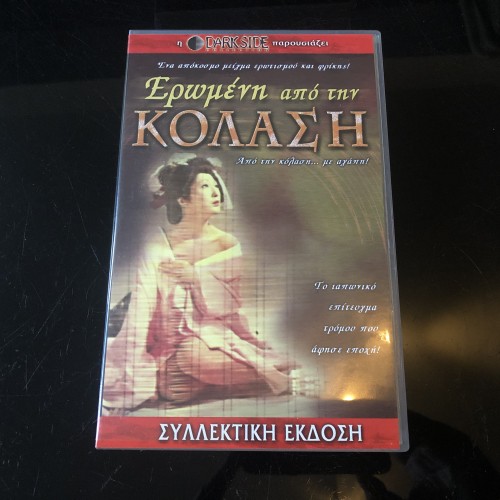 η DARKSIDE παρουσιάζει
Ένα απόκοσμο μείγμα ερωτισμού και φρίκης!
Ερωμένη από την
ΚΟΛΑΣΗ
Από την κόλαση... με αγάπη!
Το ιαπωνικό
επίτευγμα
τρόμου που
άφησε εποχή!
ΣΥΛΛΕΚΤΙΚΗ ΕΚΔΟΣΗ